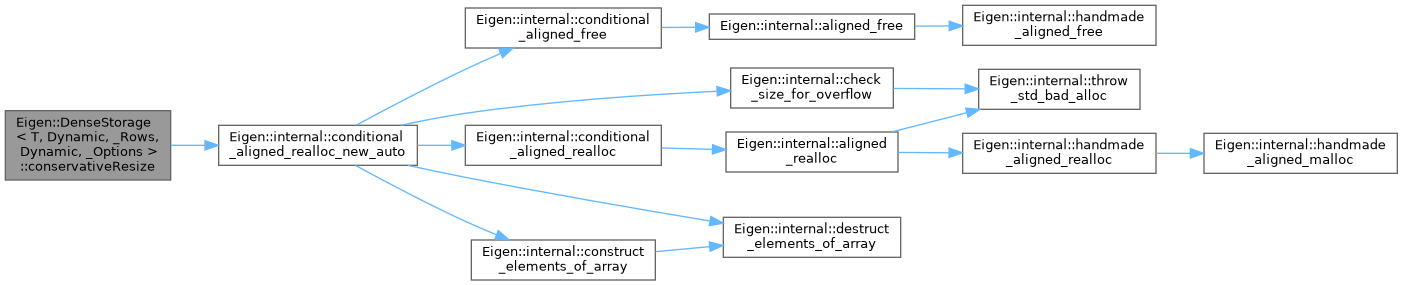 Eigen::DenseStorage
< T, Dynamic, _Rows,
Dynamic, _Options >
::conservativeResize
Eigen::internal::conditional
_aligned_realloc_new_auto
Eigen::internal::conditional
_aligned_free
Eigen::internal::aligned_free
Eigen::internal::handmade
_aligned_free
Eigen::internal::check
_size_for_overflow
Eigen::internal::throw
_std_bad_alloc
Eigen::internal::conditional
_aligned_realloc
Eigen::internal::aligned
_realloc
Eigen::internal::handmade
_aligned_realloc
Eigen::internal::handmade
_aligned_malloc
Eigen::internal::destruct
_elements_of_array
Eigen::internal::construct
_elements_of_array